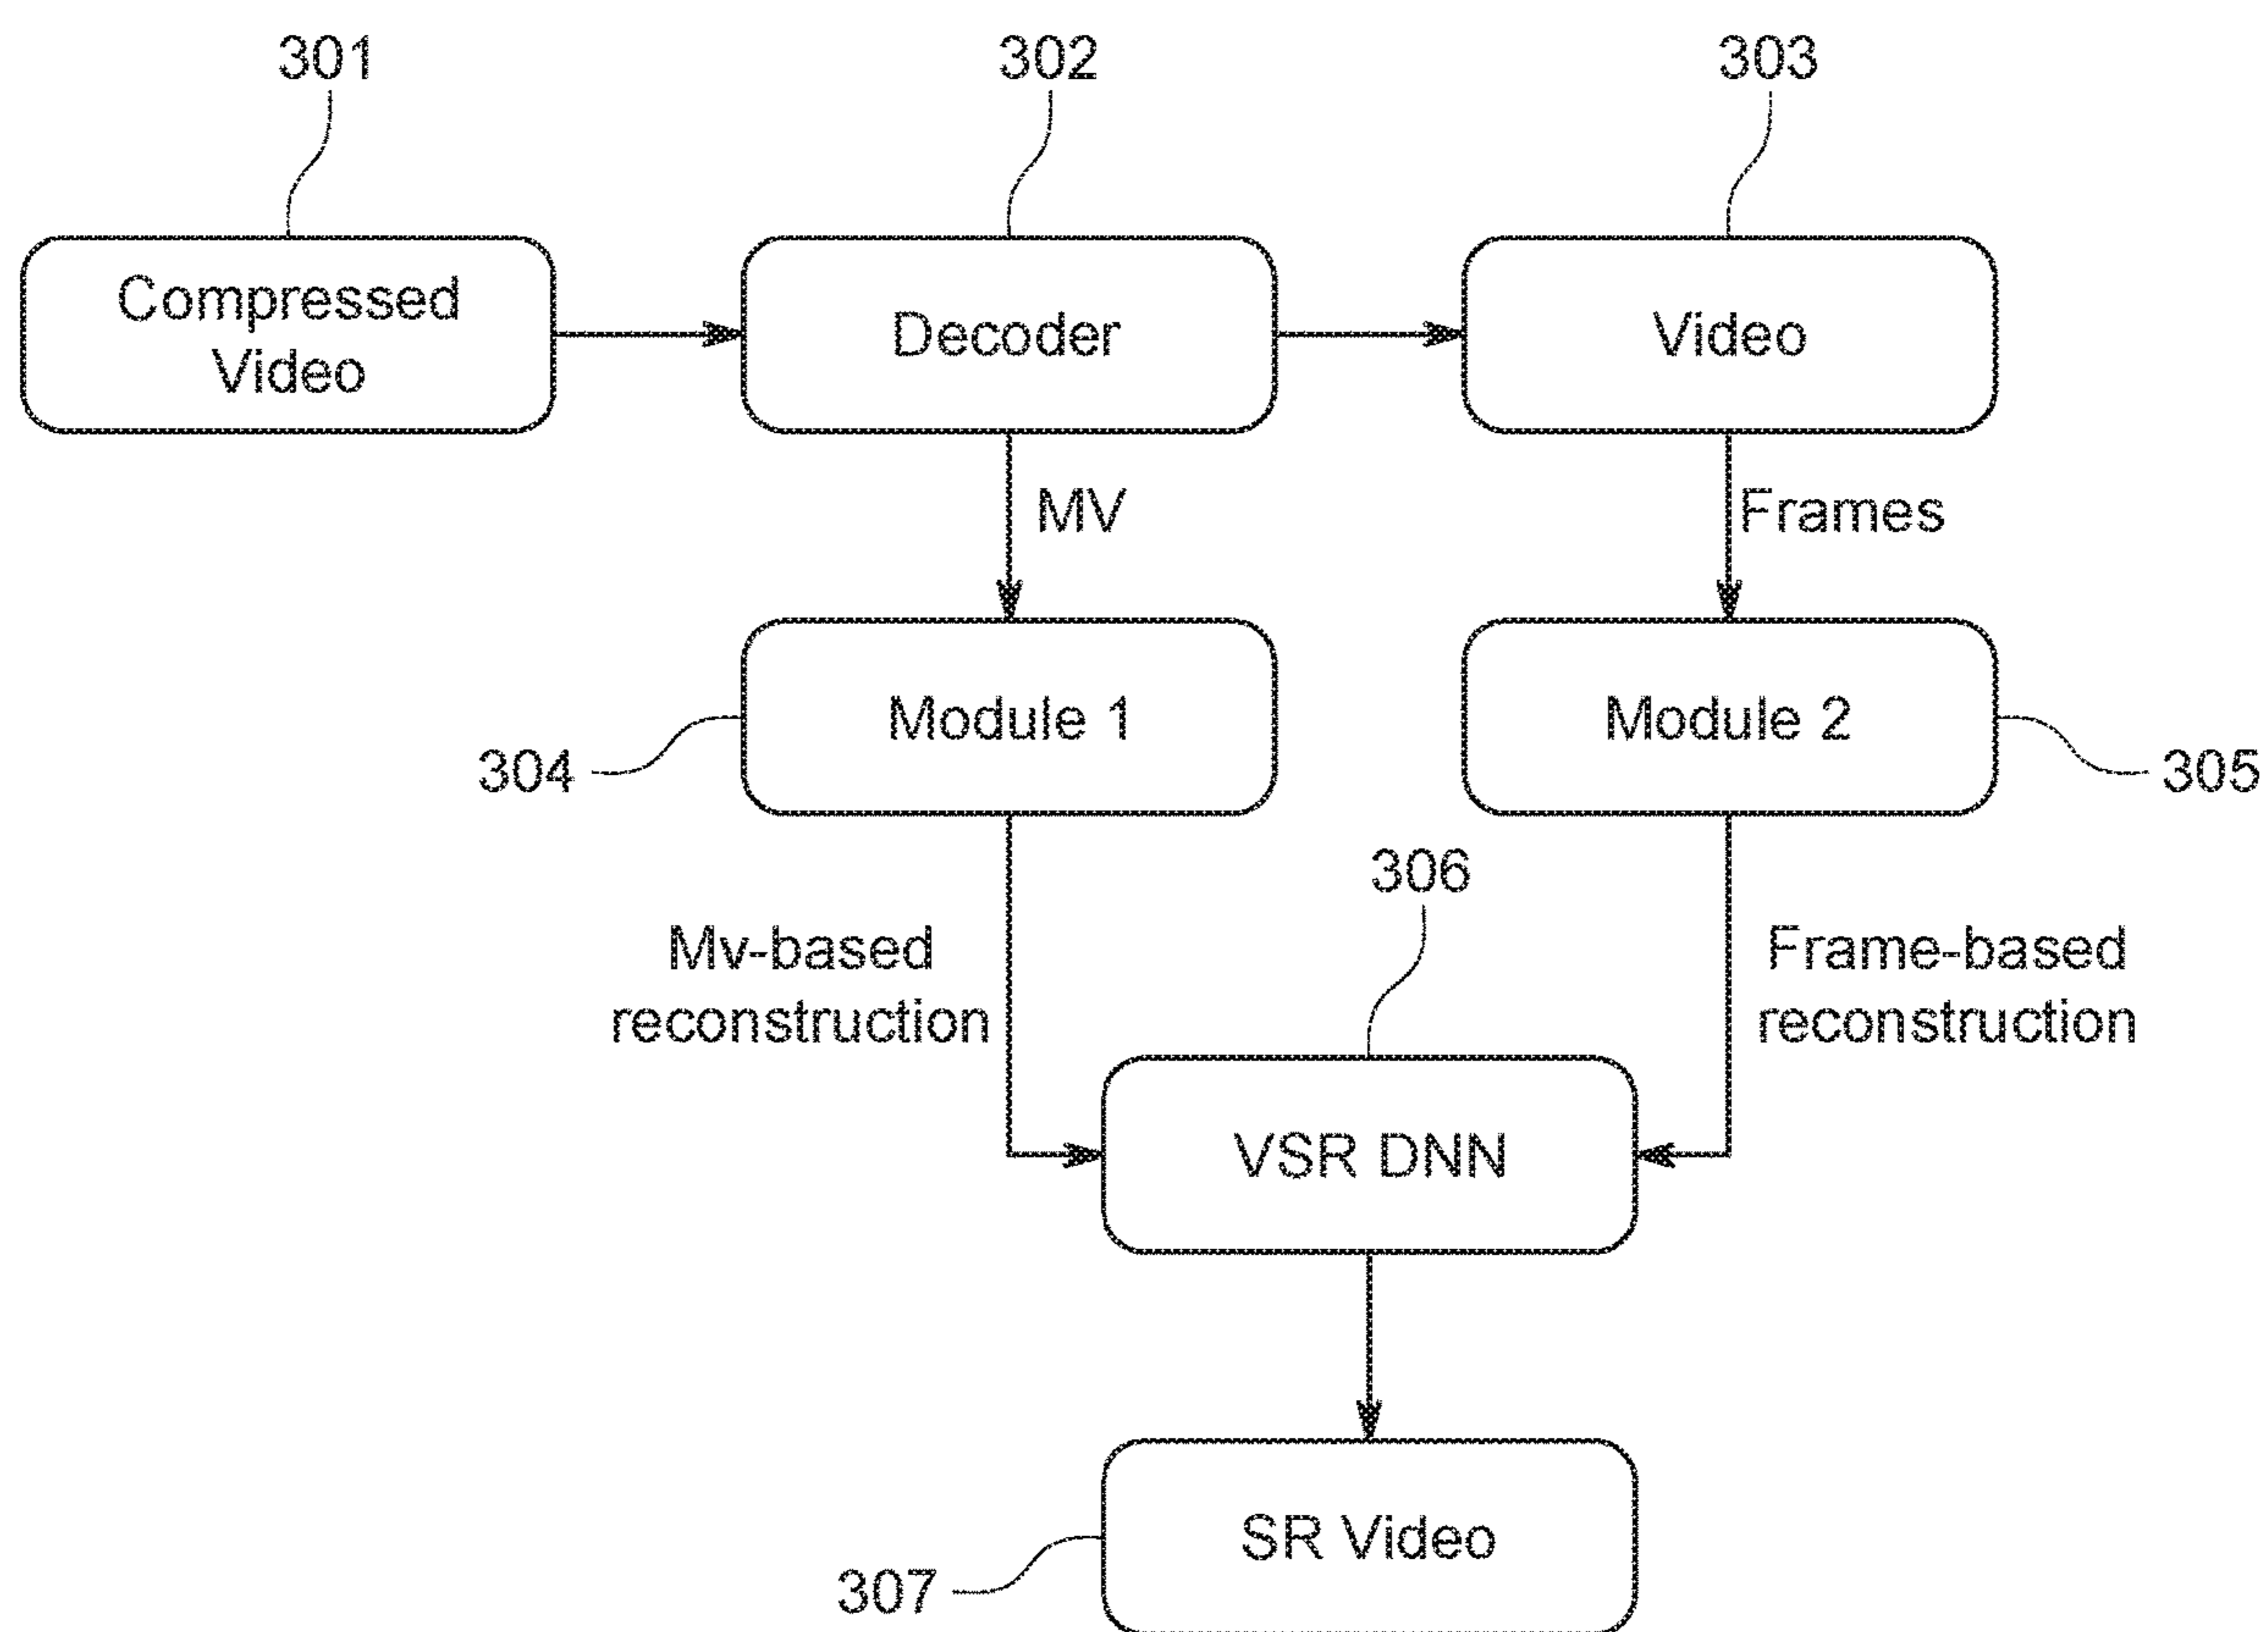 301
302
303
Compressed
Video
Decoder
Video
MV
Frames
Module 1
Module 2
304
305
306
Mv-based
reconstruction
Frame-based
reconstruction
VSR DNN
SR Video
307